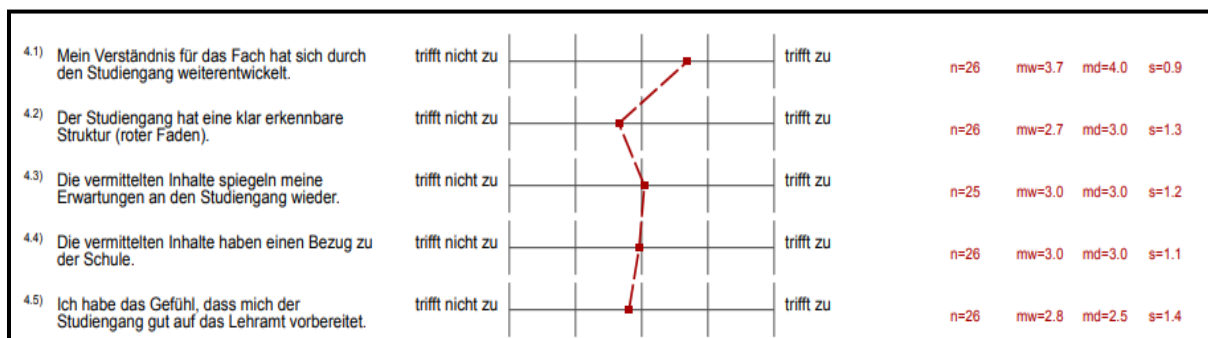 4.1) Mein Verständnis für das Fach hat sich durch trifft nicht zu trifft zu n=26 mw=3.7 md=4.0 s=0.9
den Studiengang weiterentwickelt.
4.2) Der Studiengang hat eine klar erkennbare trifft nicht zu trifft zu n=26 mw=2.7 md=3.0 s=1.3
Struktur (roter Faden).
4.3) Die vermittelten Inhalte spiegeln meine trifft nicht zu trifft zu n=25 mw=3.0 md=3.0 s=1.2
Erwartungen an den Studiengang wieder.
4.4) Die vermittelten Inhalte haben einen Bezug zu trifft nicht zu trifft zu n=26 mw=3.0 md=3.0 s=1.1
der Schule.
4.5) Ich habe das Gefühl, dass mich der trifft nicht zu trifft zu n=26 mw=2.8 md=2.5 s=1.4
Studiengang gut auf das Lehramt vorbereitet.